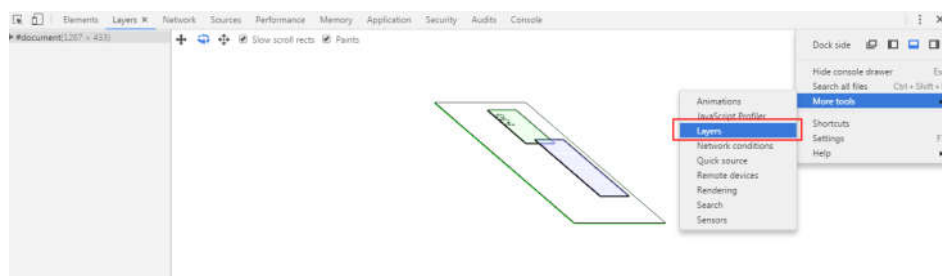 Elements Layers × Network Sources Performance Memory Application Security Audits Console
#document(1267 × 433)
Slow scroll rects Paints
Dock side
Hide console drawer
Search all files Ctrl + Shift +
More tools
Shortcuts
Settings
Help
Animations
JavaScript Profiler
Layers
Network conditions
Quick source
Remote devices
Rendering
Search
Sensors